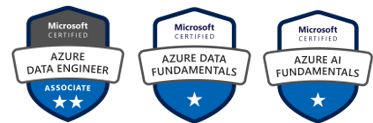 Microsoft
CERTIFIED
AZURE
DATA ENGINEER
ASSOCIATE
Microsoft
CERTIFIED
AZURE DATA
FUNDAMENTALS
Microsoft
CERTIFIED
AZURE AI
FUNDAMENTALS